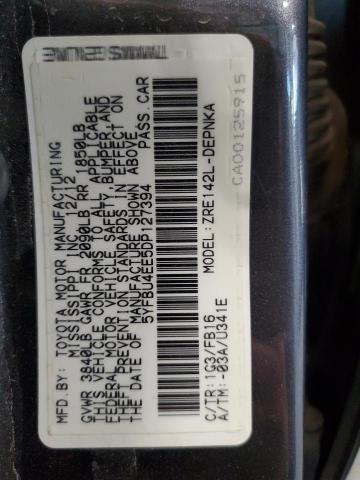 MFD.BY: TOYOTA MOTOR MANUFACTURING
MISSISSIPPI, INC. 12/12
GVWR 3840LB GAWR FR 2090LB RR 1850LB
THIS VEHICLE CONFORMS TO ALL APPLICABLE
FEDERAL MOTOR VEHICLE SAFETY, BUMPER, AND
THEFT PREVENTION STANDARDS IN EFFECT ON
THE DATE OF MANUFACTURE SHOWN ABOVE.
5YFBU4EE5DP127394 PASS.CAR
C/TR:1G3/FB16 MODEL:ZRE142L-DEPNKA
A/TM:-03A/U341E
CA00125915